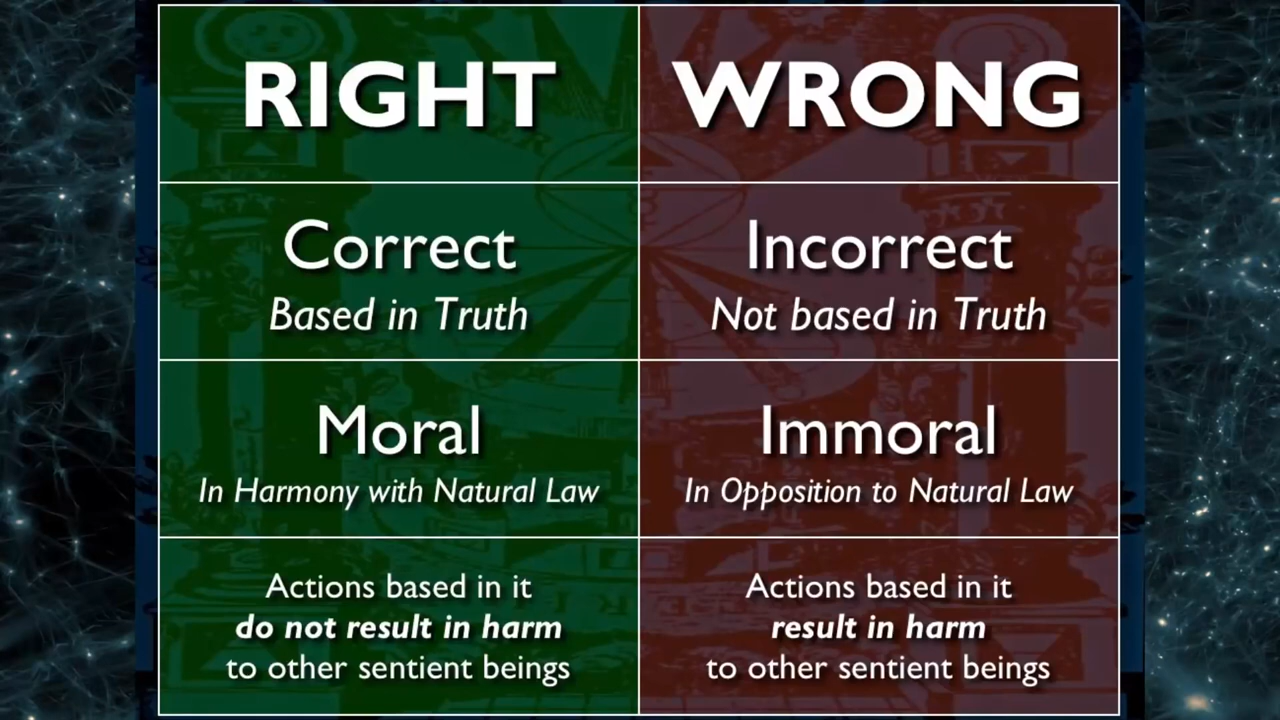 RIGHT
WRONG
Correct
Based in Truth
Incorrect
Not based in Truth
Moral
In Harmony with Natural Law
Immoral
In Opposition to Natural Law
Actions based in it
do not result in harm
to other sentient beings
Actions based in it
result in harm
to other sentient beings